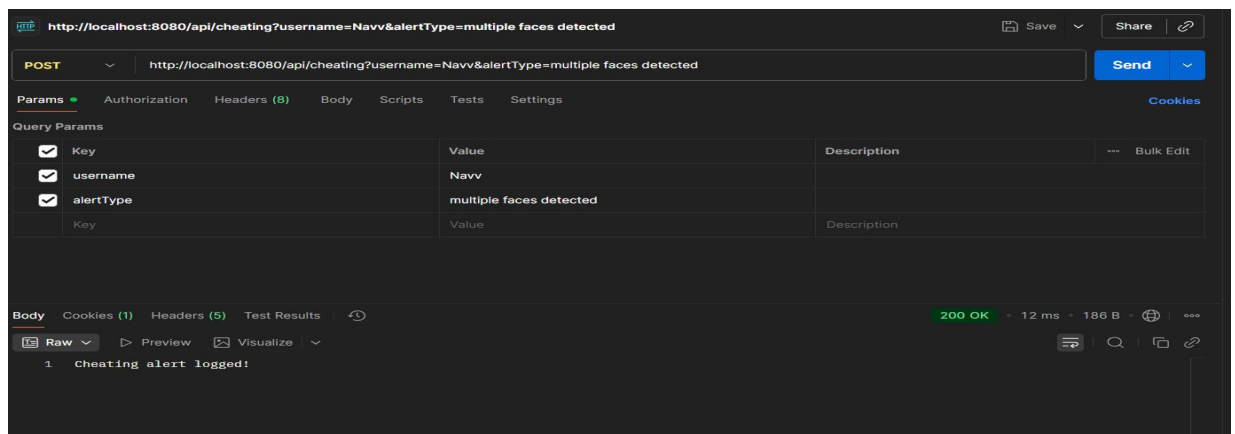 HTTP http://localhost:8080/api/cheating?username=Navv&alertType=multiple faces detected Save Share
POST http://localhost:8080/api/cheating?username=Navv&alertType=multiple faces detected Send
Params Authorization Headers (8) Body Scripts Tests Settings Cookies
Query Params
Key Value Description Bulk Edit
username Navv
alertType multiple faces detected
Key Value Description
Body Cookies (1) Headers (5) Test Results 200 OK 12 ms 186 B
Raw Preview Visualize
1 Cheating alert logged!